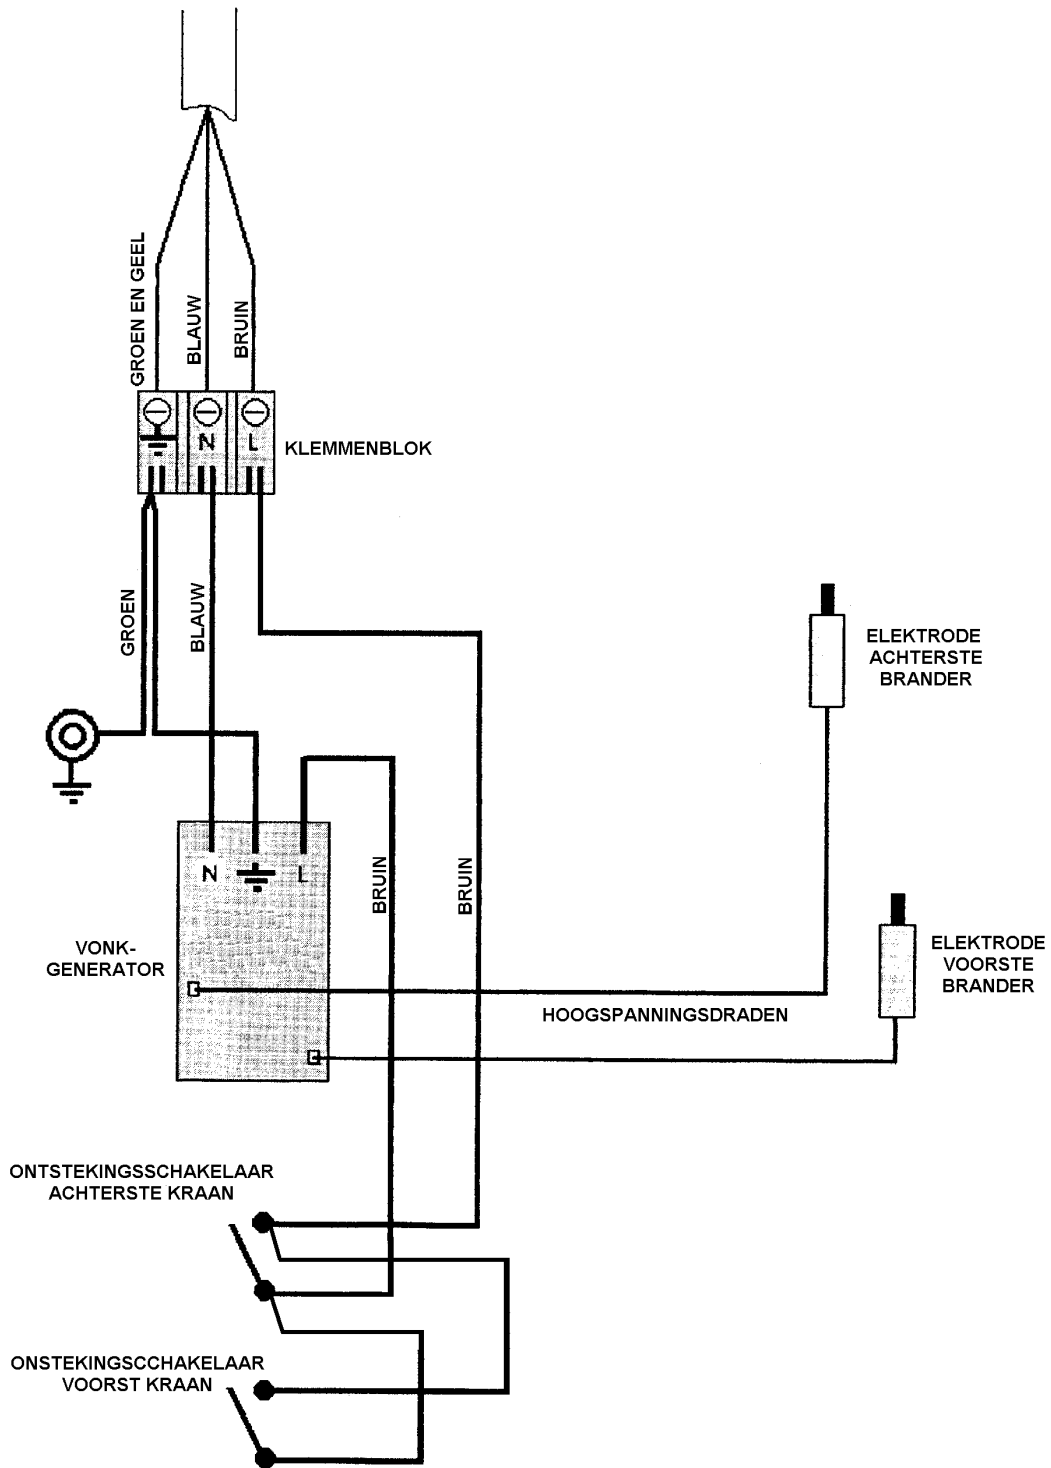 GROEN EN GEEL
BLAUW
BRUIN
N
L
KLEMMENBLOK
GROEN
BLAUW
ELEKTRODE
ACHTERSTE
BRANDER
N
L
BRUIN
BRUIN
VONK-
GENERATOR
ELEKTRODE
VOORSTE
BRANDER
HOOGSPANNINGSDRADEN
ONTSTEKINGSSCHAKELAAR
ACHTERSTE KRAAN
ONSTEKINGSCCHAKELAAR
VOORST KRAAN